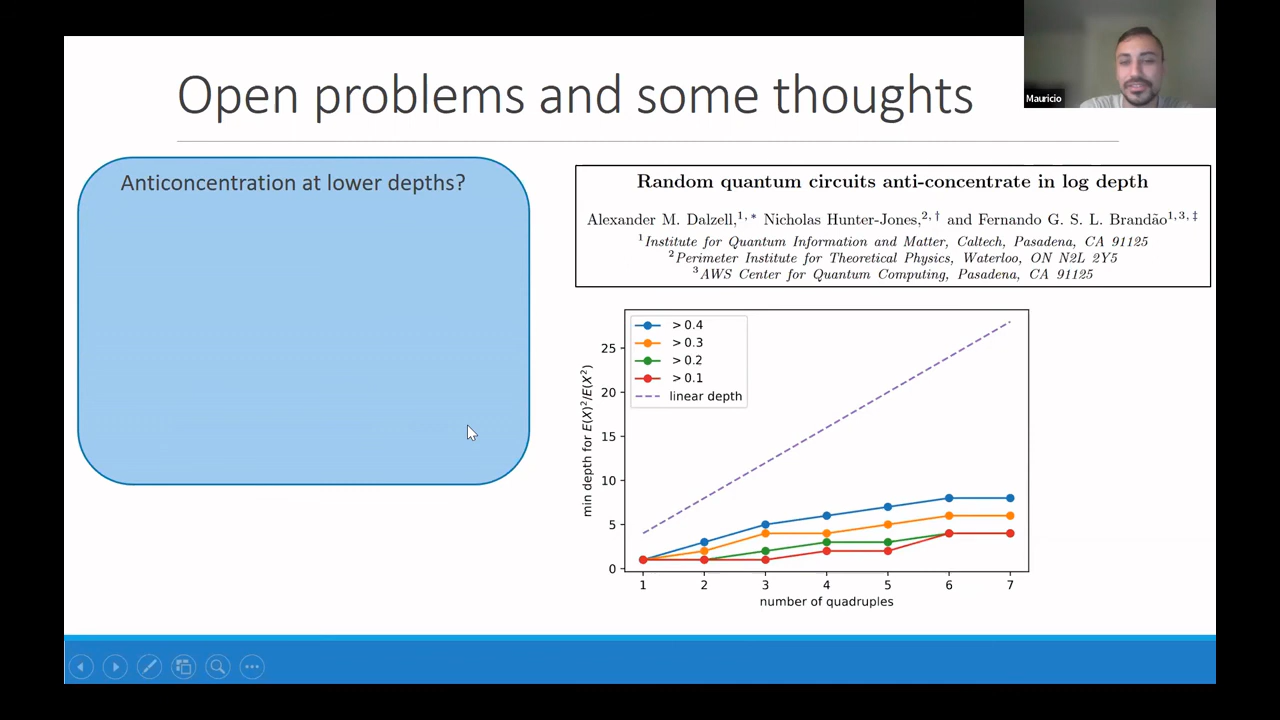 Open problems and some thoughts
Mauricio
Anticoncentration at lower depths?
Random quantum circuits anti-concentrate in log depth
Alexander M. Dalzell,1, * Nicholas Hunter-Jones,2, † and Fernando G. S. L. Brandão1, 3, ‡
1Institute for Quantum Information and Matter, Caltech, Pasadena, CA 91125
2Perimeter Institute for Theoretical Physics, Waterloo, ON N2L 2Y5
3AWS Center for Quantum Computing, Pasadena, CA 91125
min depth for E(X)²/E(X²)
> 0.4
> 0.3
> 0.2
> 0.1
linear depth
25
20
15
10
5
0
1 2 3 4 5 6 7
number of quadruples